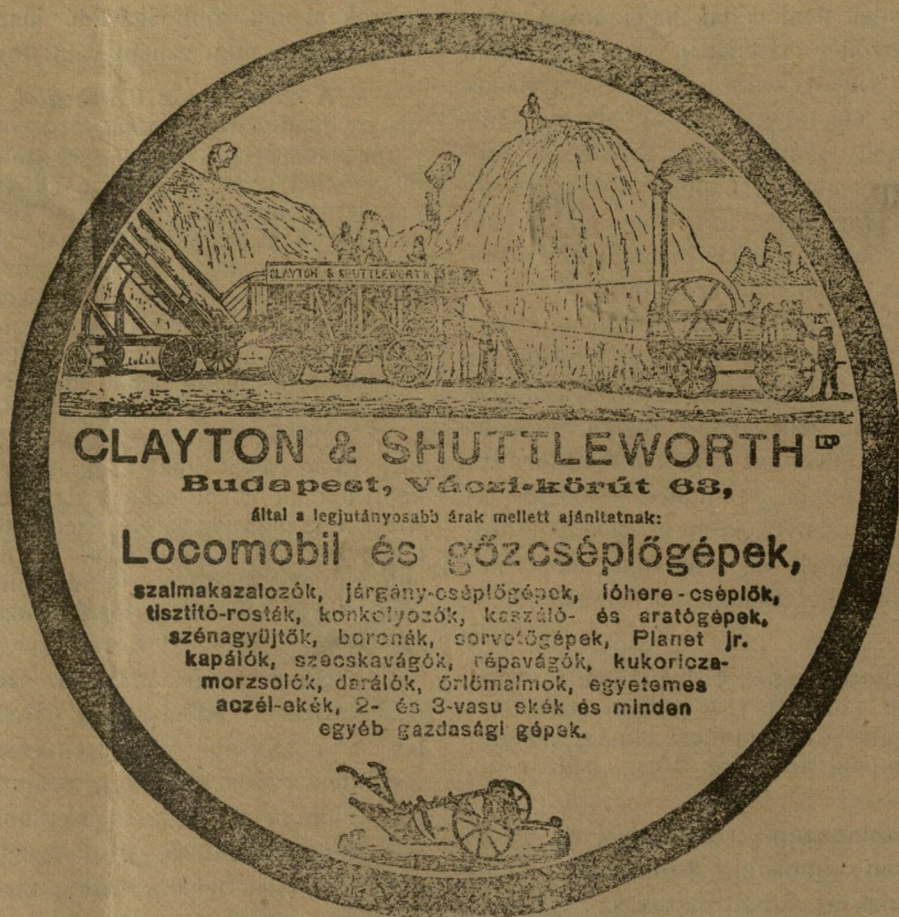 CLAYTON & SHUTTLEWORTH
CLAYTON & SHUTTLEWORTH LTD
Budapest, Váczi-körút 63,
által a legjutányosabb árak mellett ajánltatnak:
Locomobil és gőzcséplőgépek,
szalmakazalozók, járgány-cséplőgépek, lóhere-cséplők,
tisztító-rosták, konkolyozók, kaszáló- és aratógépek,
szénagyüjtők, boronák, sorvetőgépek, Planet jr.
kapálók, szecskavágók, répavágók, kukoricza-
morzsolók, darálók, őrlőmalmok, egyetemes
aczél-ekék, 2- és 3-vasu ekék és minden
egyéb gazdasági gépek.